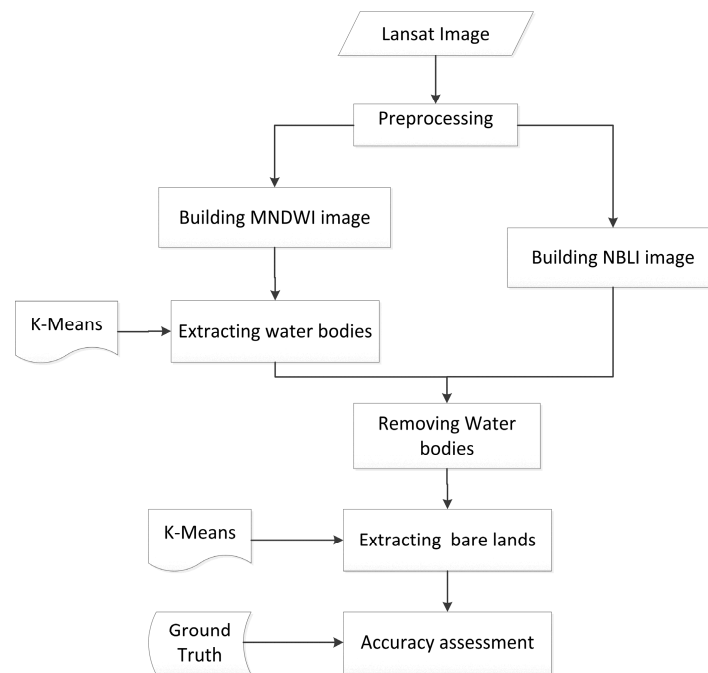 Lansat Image
Preprocessing
Building MNDWI image
Building NBLI image
K-Means
Extracting water bodies
Removing Water
bodies
K-Means
Extracting bare lands
Ground
Truth
Accuracy assessment